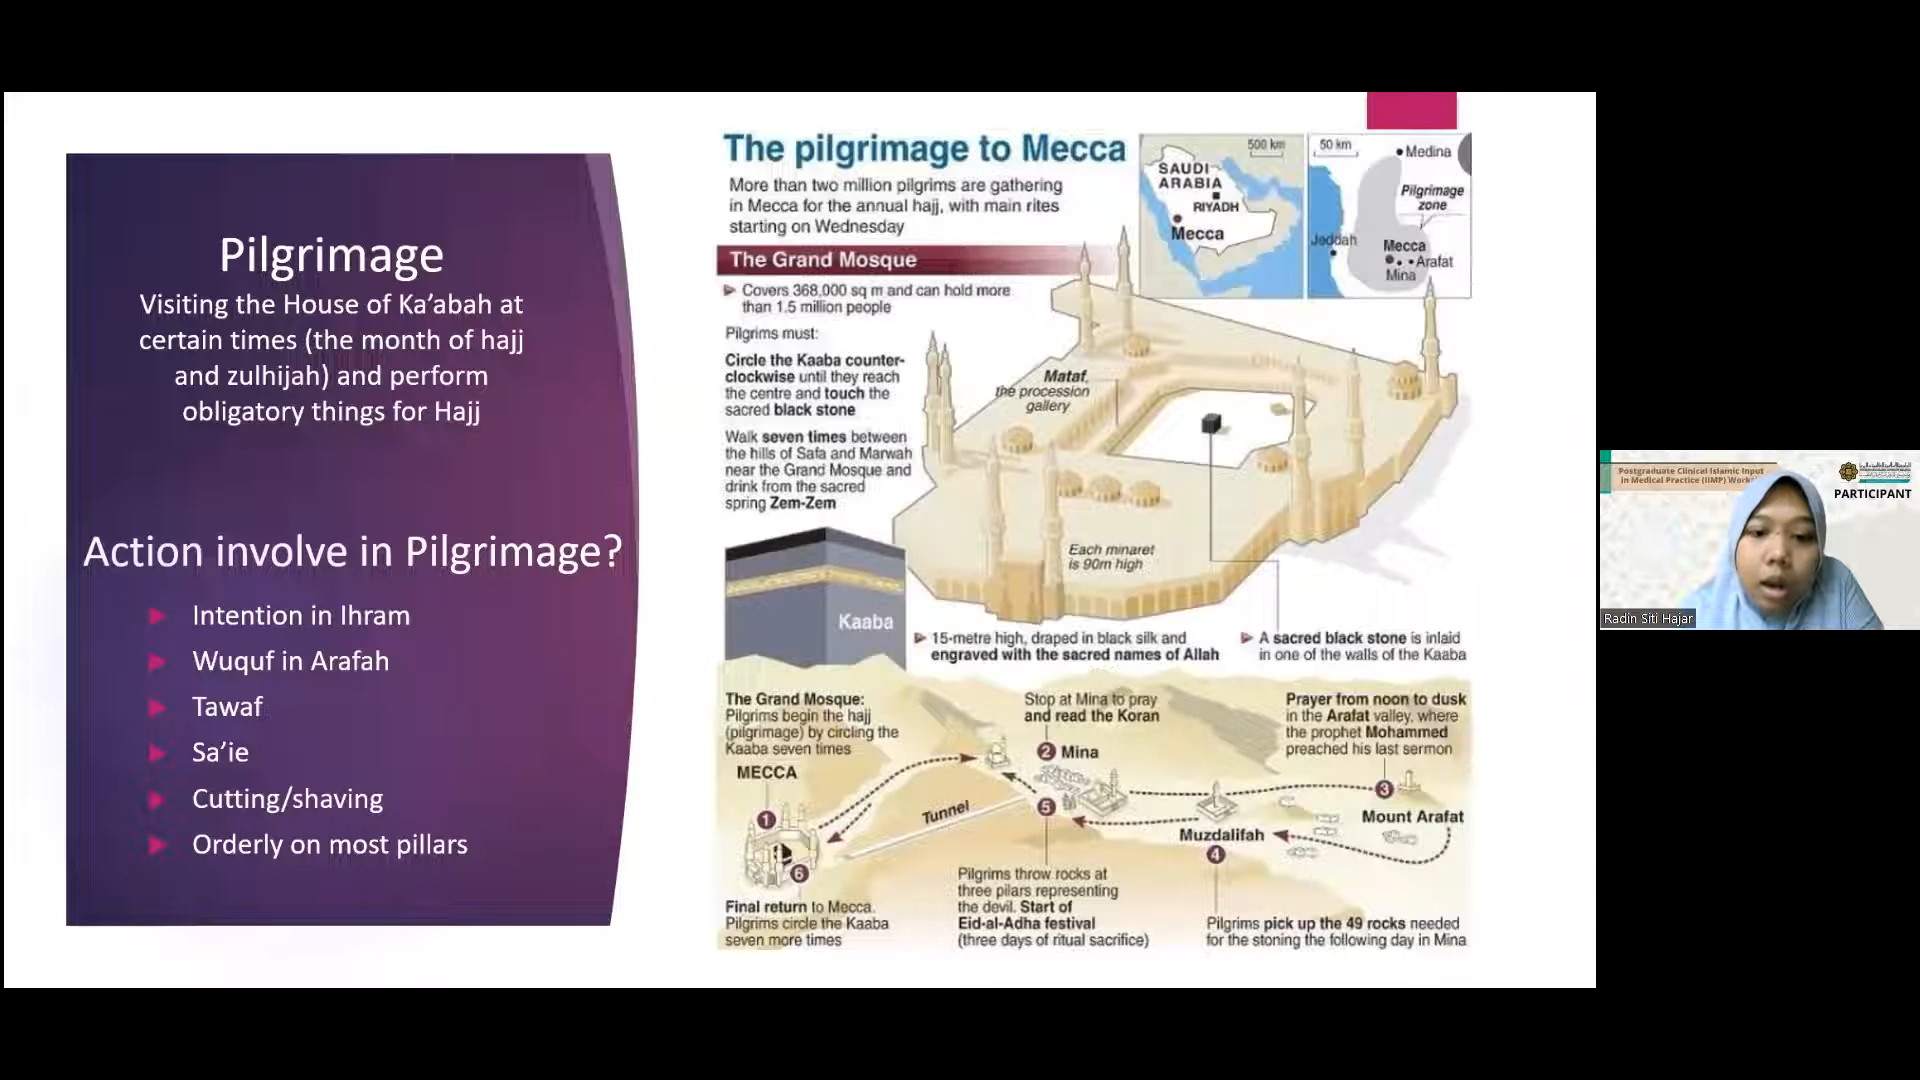 Pilgrimage
Visiting the House of Ka’abah at
certain times (the month of hajj
and zulhijah) and perform
obligatory things for Hajj
Action involve in Pilgrimage?
Intention in Ihram
Wuquf in Arafah
Tawaf
Sa’ie
Cutting/shaving
Orderly on most pillars
The pilgrimage to Mecca
More than two million pilgrims are gathering
in Mecca for the annual hajj, with main rites
starting on Wednesday
500 km
SAUDI
ARABIA
RIYADH
Mecca
50 km
Medina
Pilgrimage
zone
Jeddah
Mecca
Arafat
Mina
The Grand Mosque
Covers 368,000 sq m and can hold more
than 1.5 million people
Pilgrims must:
Circle the Kaaba counter-
clockwise until they reach
the centre and touch the
sacred black stone
Walk seven times between
the hills of Safa and Marwah
near the Grand Mosque and
drink from the sacred
spring Zem-Zem
Mataf,
the procession
gallery
Each minaret
is 90m high
Kaaba
15-metre high, draped in black silk and
engraved with the sacred names of Allah
A sacred black stone is inlaid
in one of the walls of the Kaaba
The Grand Mosque:
Pilgrims begin the hajj
(pilgrimage) by circling the
Kaaba seven times
MECCA
1
Stop at Mina to pray
and read the Koran
2 Mina
Prayer from noon to dusk
in the Arafat valley, where
the prophet Mohammed
preached his last sermon
3
Mount Arafat
Tunnel
5
Muzdalifah
4
6
Final return to Mecca.
Pilgrims circle the Kaaba
seven more times
Pilgrims throw rocks at
three pilars representing
the devil. Start of
Eid-al-Adha festival
(three days of ritual sacrifice)
Pilgrims pick up the 49 rocks needed
for the stoning the following day in Mina
Postgraduate Clinical Islamic Input
in Medical Practice (IIMP)
PARTICIPANT
Radin Siti Hajar